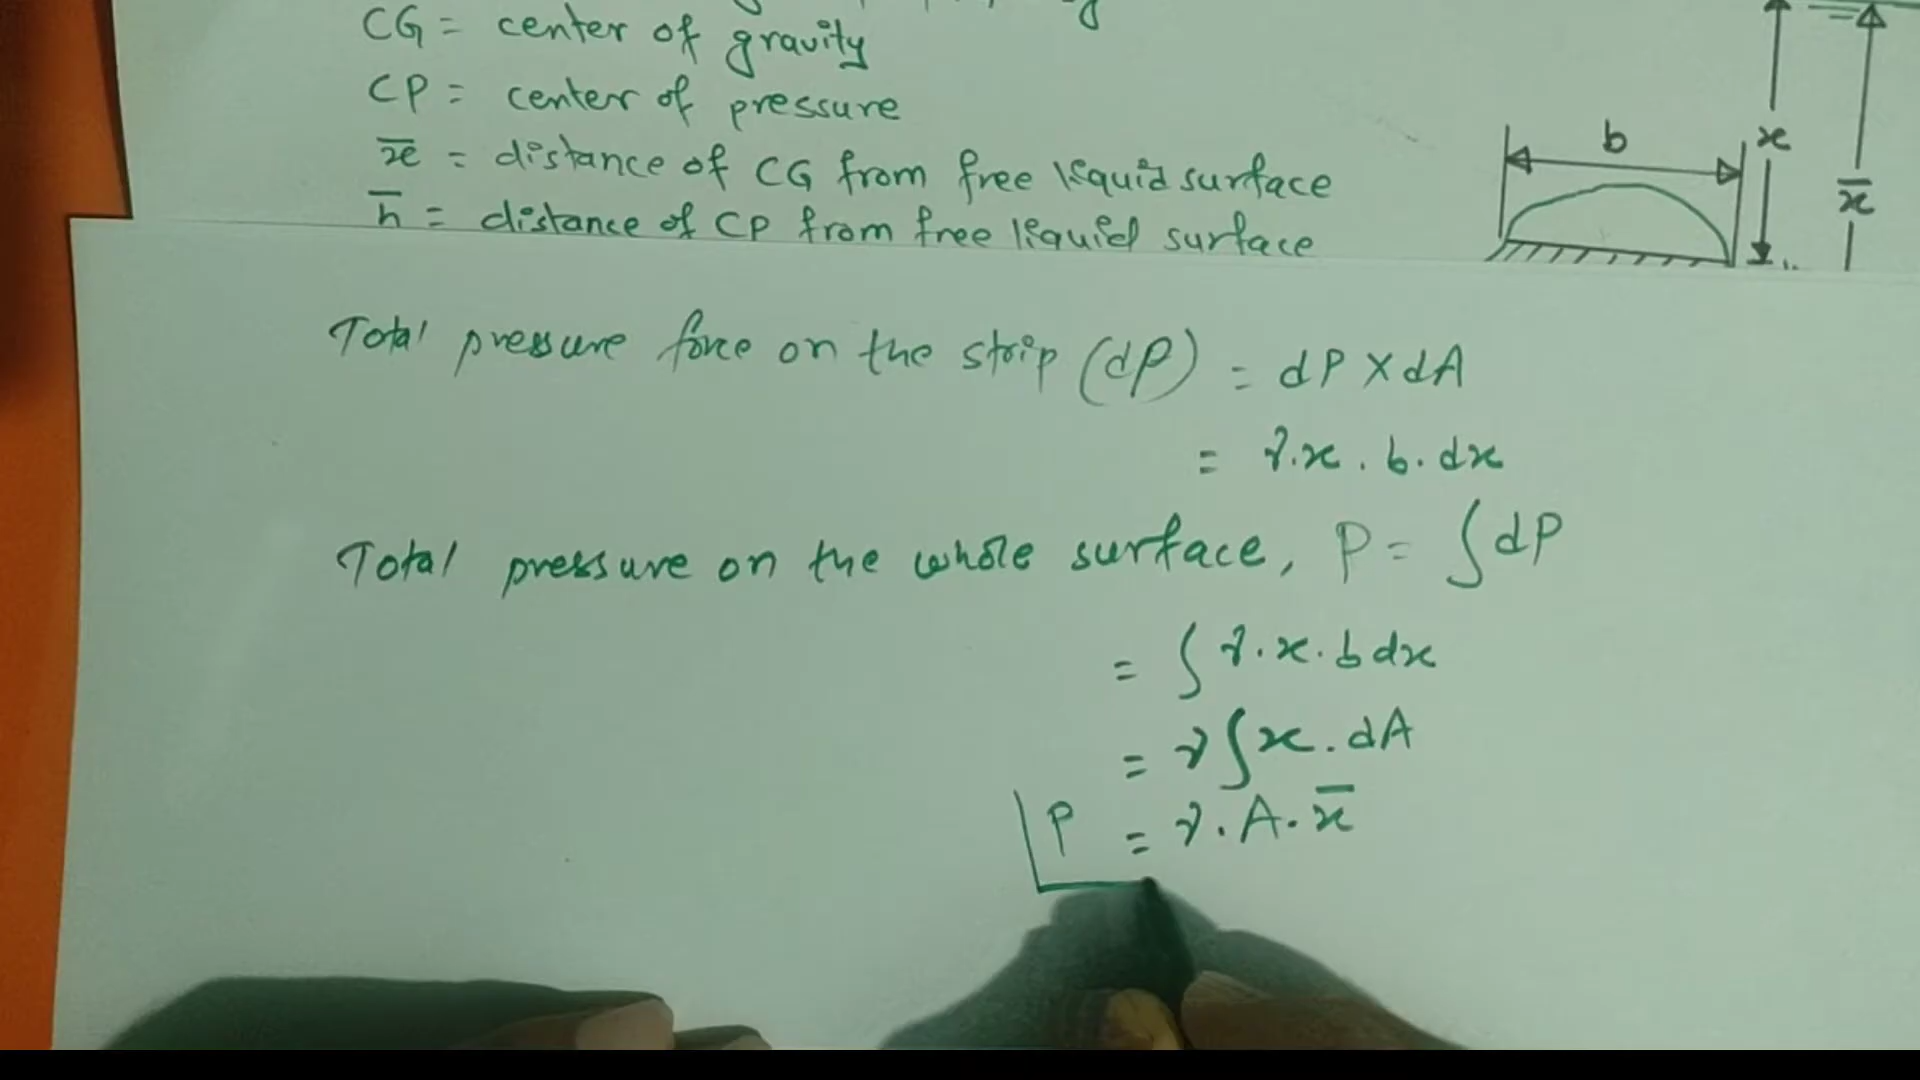 CG = center of gravity
CP = center of pressure
x̄ = distance of CG from free liquid surface
h̄ = distance of CP from free liquid surface
b
x
x̄
Total pressure force on the strip (dP) = dP × dA
= γ.x . b. dx
Total pressure on the whole surface, P = ∫dP
= ∫γ.x.b dx
= γ∫x.dA
P = γ.A.x̄